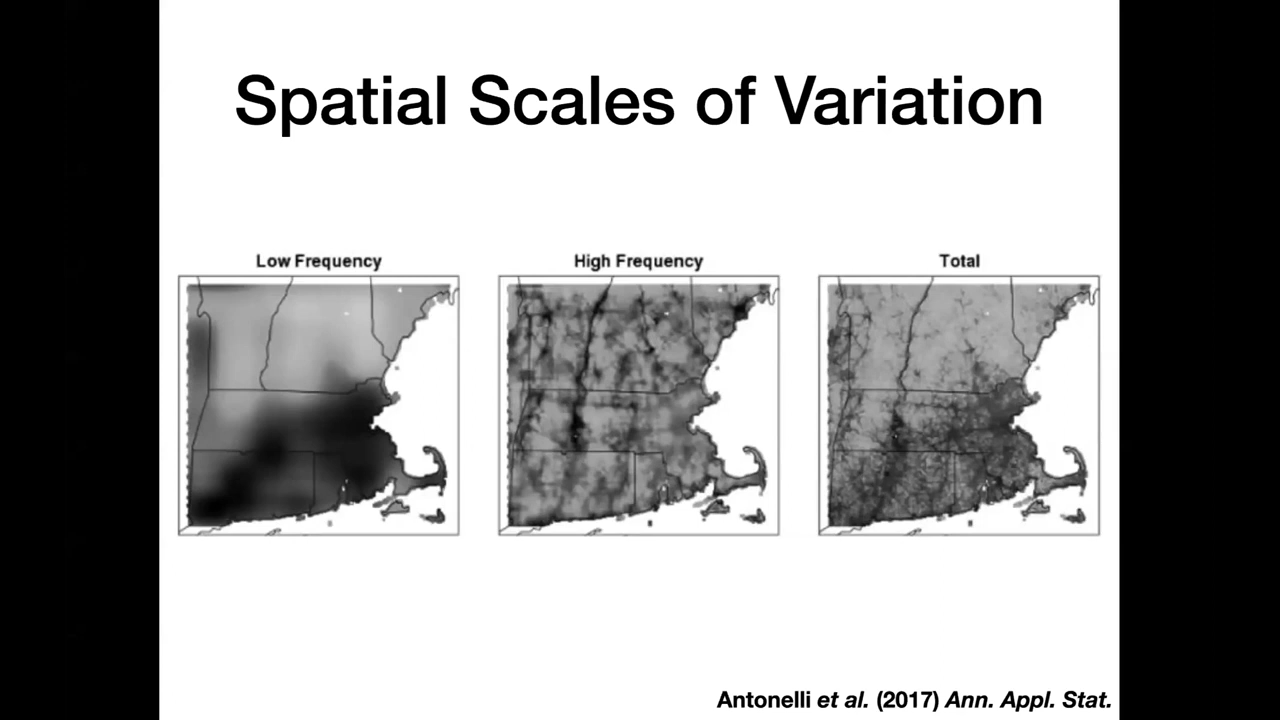 Spatial Scales of Variation
Low Frequency
High Frequency
Total
Antonelli et al. (2017) Ann. Appl. Stat.